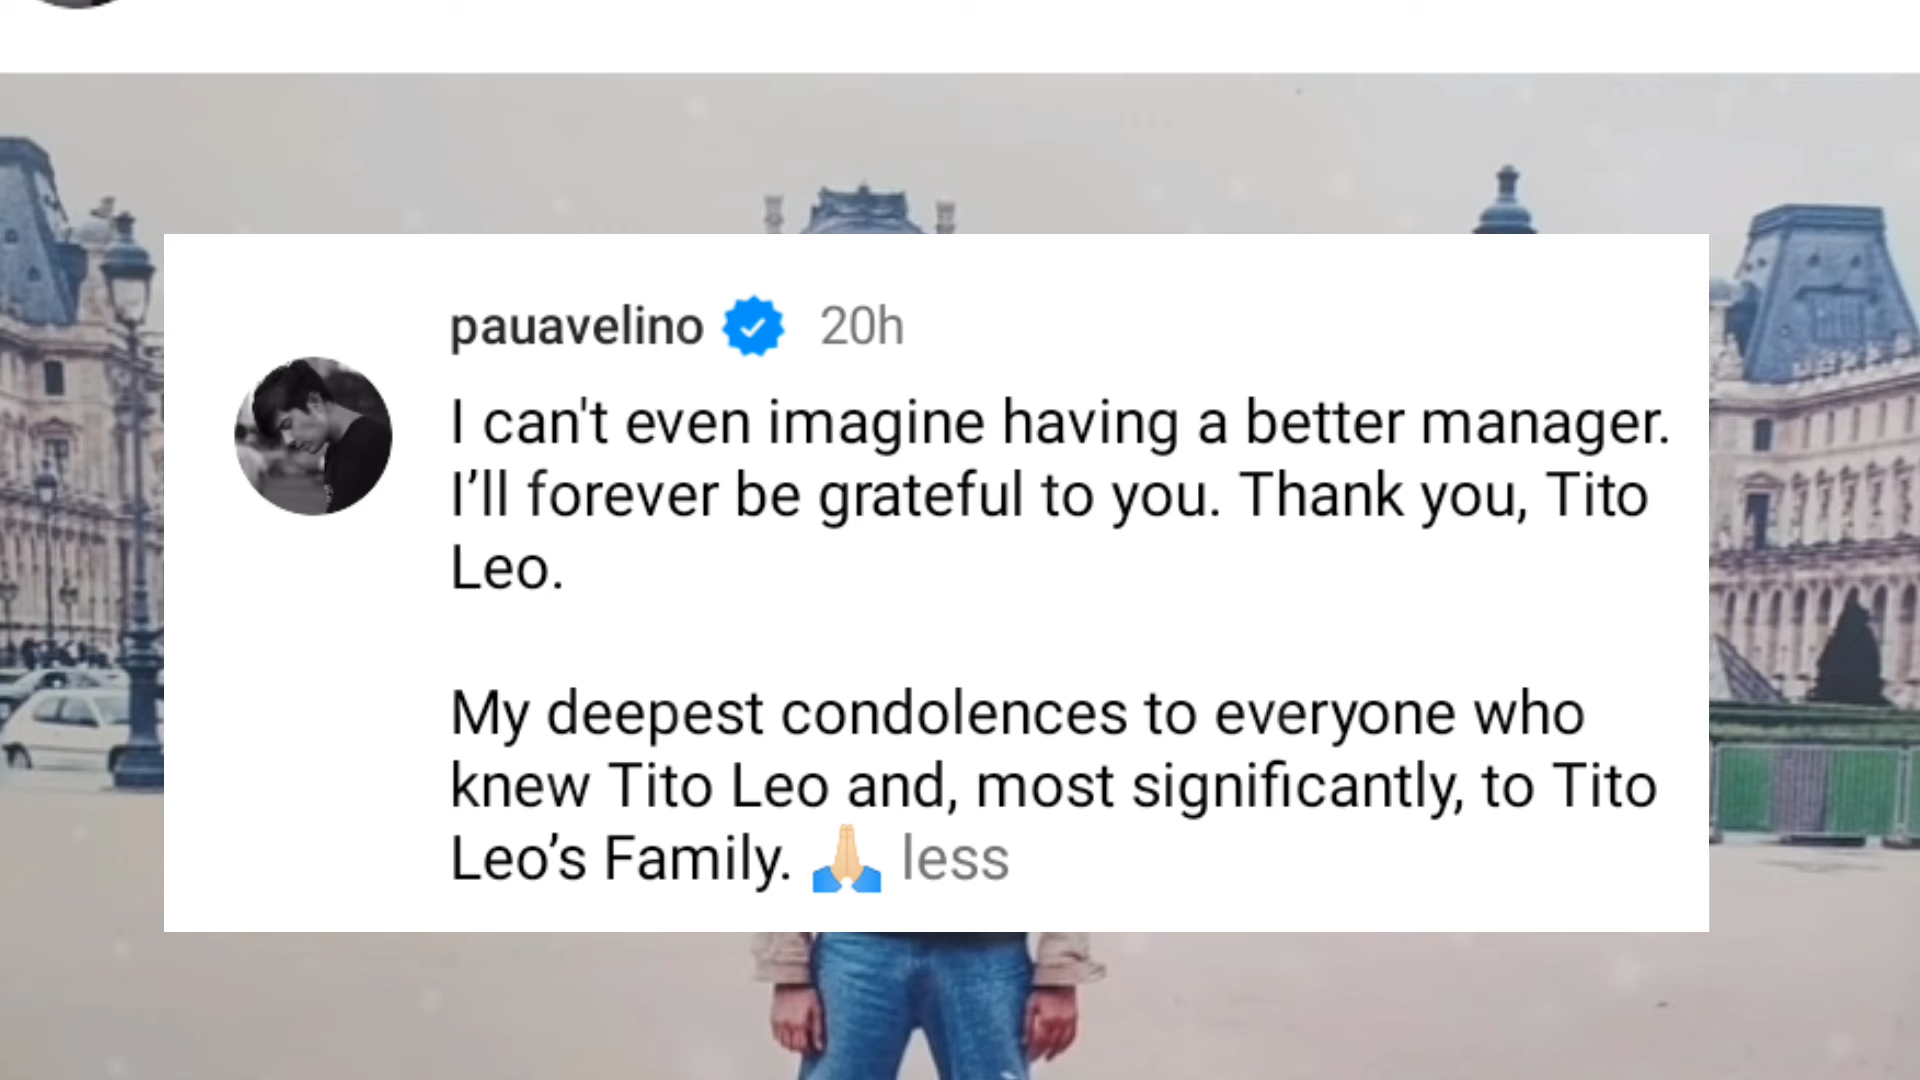 pauavelino 20h
I can't even imagine having a better manager.
I’ll forever be grateful to you. Thank you, Tito
Leo.
My deepest condolences to everyone who
knew Tito Leo and, most significantly, to Tito
Leo’s Family. 🙏🏻 less